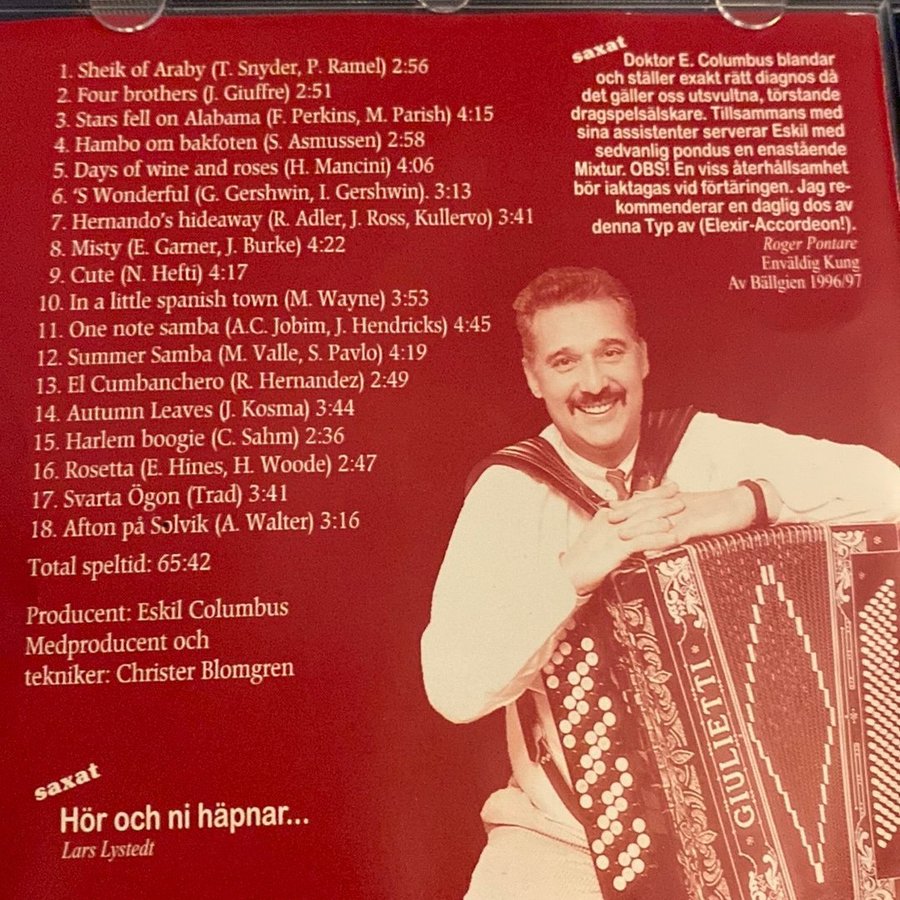 1. Sheik of Araby (T. Snyder, P. Ramel) 2:56
2. Four brothers (J. Giuffre) 2:51
3. Stars fell on Alabama (F. Perkins, M. Parish) 4:15
4. Hambo om bakfoten (S. Asmussen) 2:58
5. Days of wine and roses (H. Mancini) 4:06
6. ‘S Wonderful (G. Gershwin, I. Gershwin). 3:13
7. Hernando's hideaway (R. Adler, J. Ross, Kullervo) 3:41
8. Misty (E. Garner, J. Burke) 4:22
9. Cute (N. Hefti) 4:17
10. In a little spanish town (M. Wayne) 3:53
11. One note samba (A.C. Jobim, J. Hendricks) 4:45
12. Summer Samba (M. Valle, S. Pavlo) 4:19
13. El Cumbanchero (R. Hernandez) 2:49
14. Autumn Leaves (J. Kosma) 3:44
15. Harlem boogie (C. Sahm) 2:36
16. Rosetta (E. Hines, H. Woode) 2:47
17. Svarta Ögon (Trad) 3:41
18. Afton på Solvik (A. Walter) 3:16
Total speltid: 65:42
Producent: Eskil Columbus
Medproducent och
tekniker: Christer Blomgren
saxat
Hör och ni häpnar...
Lars Lystedt
saxat
Doktor E. Columbus blandar
och ställer exakt rätt diagnos då
det gäller oss utsvultna, törstande
dragspelsälskare. Tillsammans med
sina assistenter serverar Eskil med
sedvanlig pondus en enastående
Mixtur. OBS! En viss återhållsamhet
bör iaktagas vid förtäringen. Jag re-
kommenderar en daglig dos av
denna Typ av (Elexir-Accordeon!).
Roger Pontare
Enväldig Kung
Av Bällgien 1996/97
GIULIETTI